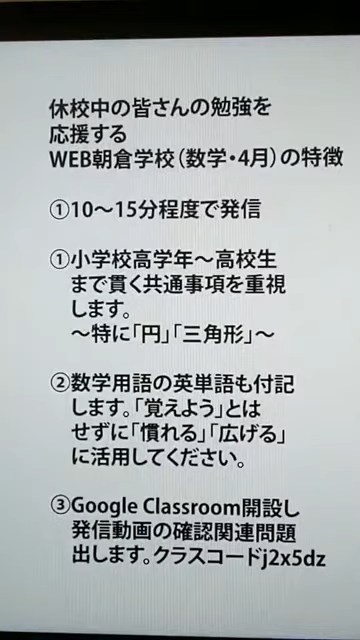 休校中の皆さんの勉強を
応援する
WEB朝倉学校(数学・4月)の特徴
①10〜15分程度で発信
①小学校高学年〜高校生
まで貫く共通事項を重視
します。
〜特に「円」「三角形」〜
②数学用語の英単語も付記
します。「覚えよう」とは
せずに「慣れる」「広げる」
に活用してください。
③Google Classroom開設し
発信動画の確認関連問題
出します。クラスコードj2x5dz